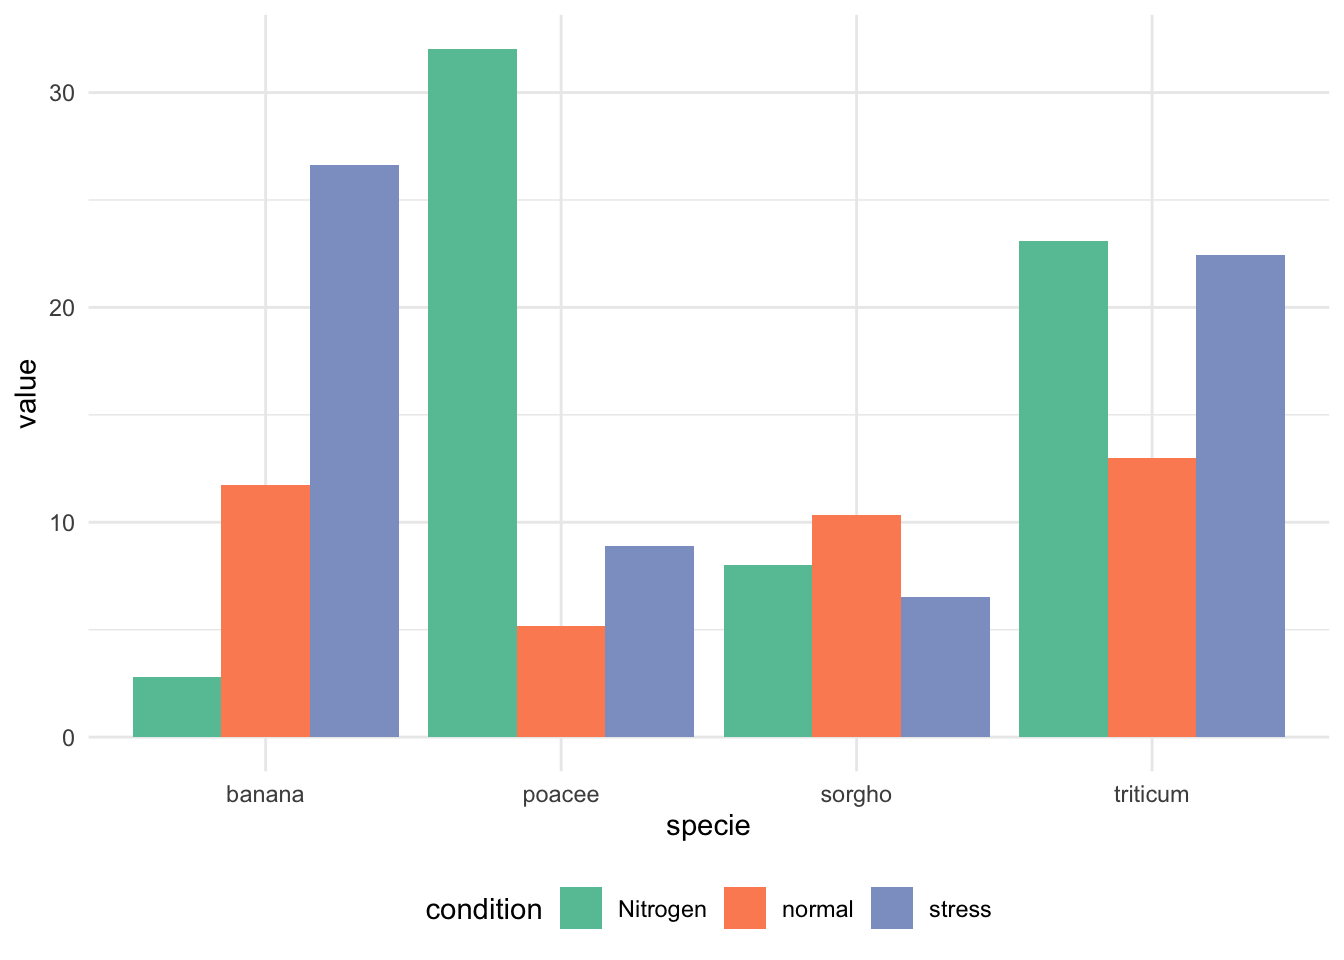 30
20
10
0
value
banana poacee sorgho triticum
specie
condition Nitrogen normal stress